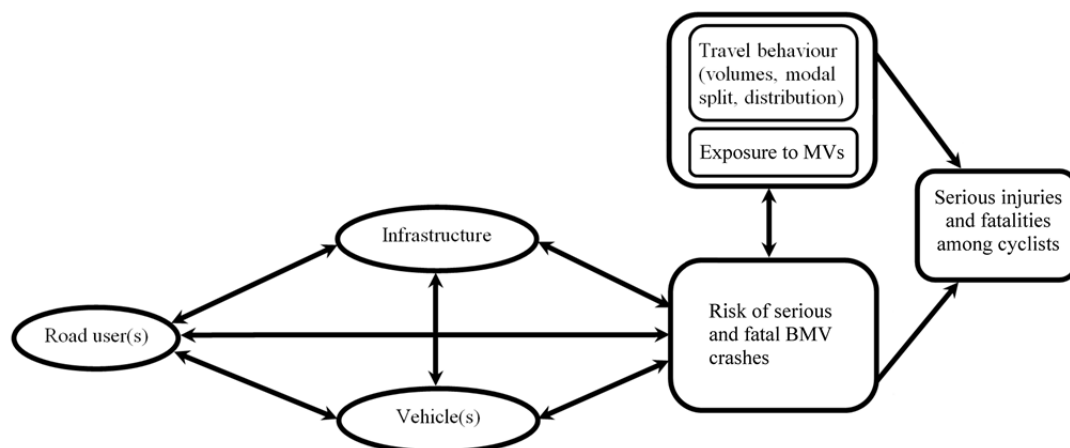 Travel behaviour
(volumes, modal
split, distribution)
Exposure to MVs
Serious injuries
and fatalities
among cyclists
Infrastructure
Road user(s)
Risk of serious
and fatal BMV
crashes
Vehicle(s)